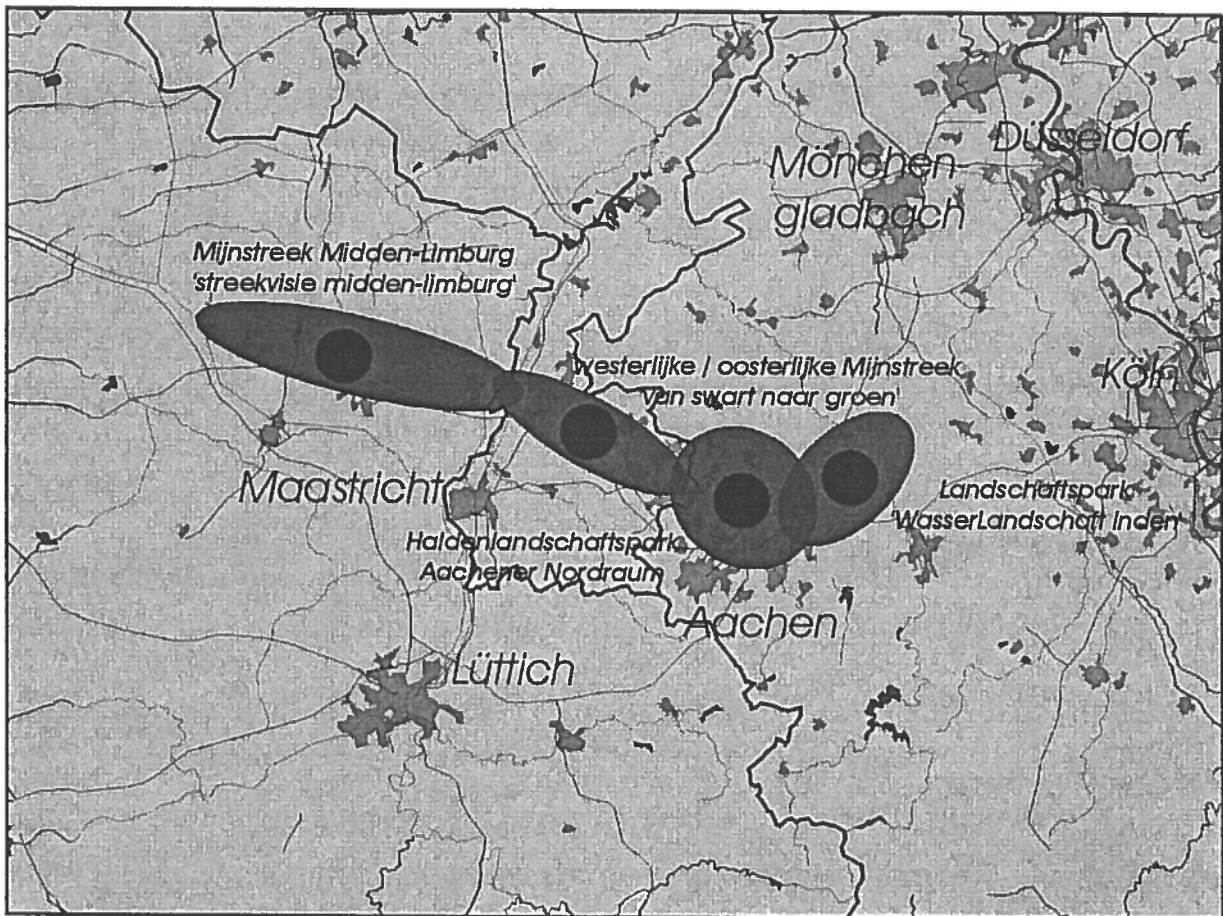 Düsseldorf
Mönchen-
gladbach
Mijnstreek Midden-Limburg
'streekvisie midden-limburg'
Westerlijke / oosterlijke Mijnstreek
'van swart naar groen'
Köln
Maastricht
Landschaftspark
'WasserLandschaft Inden'
Haldenlandschaftspark
Aachener Nordraum
Aachen
Lüttich